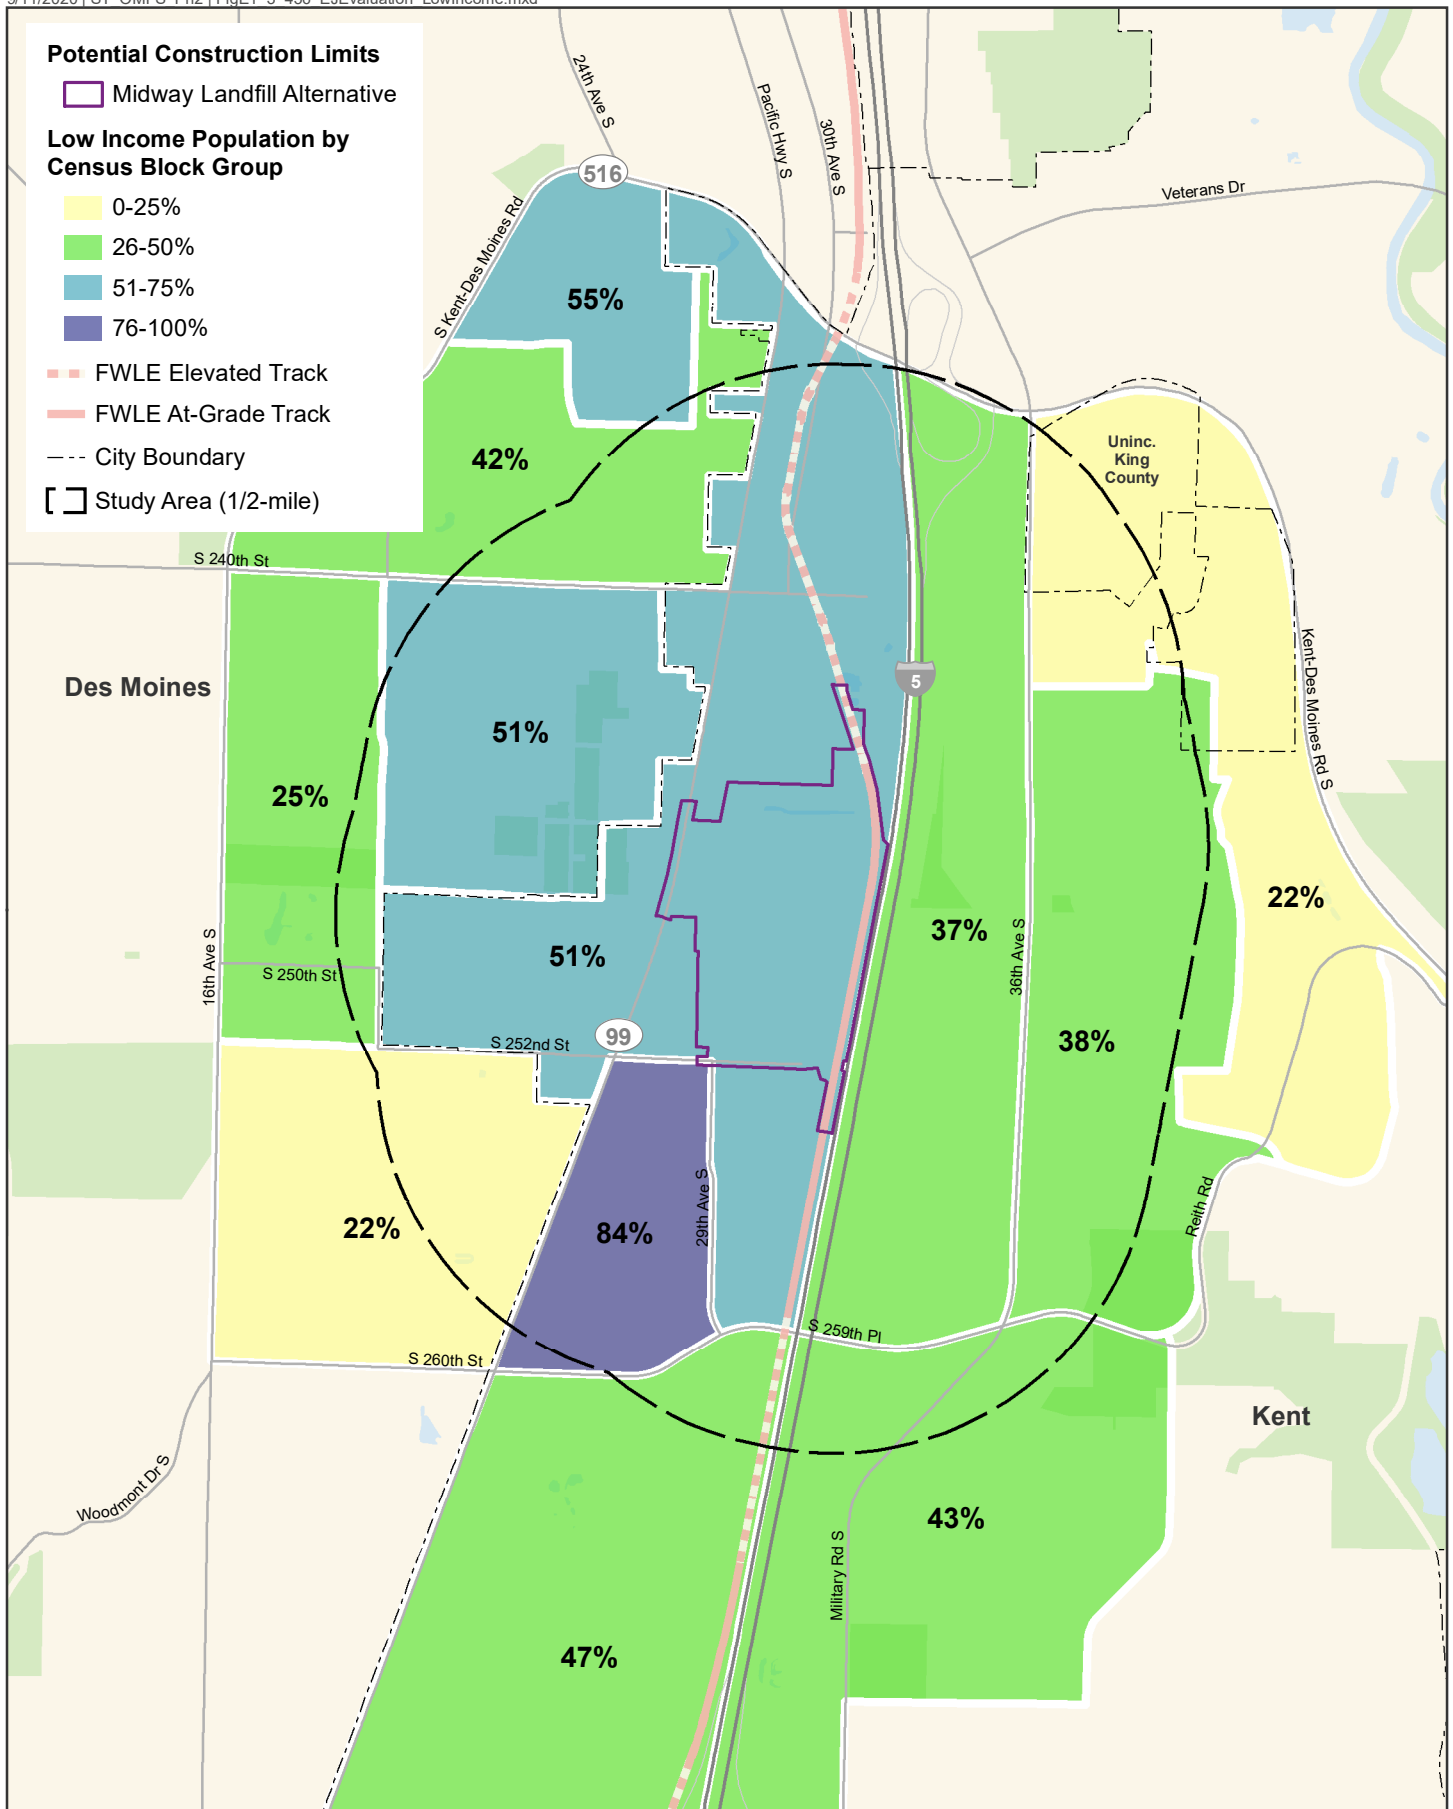 Potential Construction Limits
Midway Landfill Alternative
Low Income Population by
Census Block Group
0-25%
26-50%
51-75%
76-100%
FWLE Elevated Track
FWLE At-Grade Track
City Boundary
Study Area (1/2-mile)
24th Ave S
Pacific Hwy S
30th Ave S
516
Veterans Dr
S Kent-Des Moines Rd
55%
42%
Uninc.
King
County
S 240th St
Des Moines
5
Kent-Des Moines Rd S
51%
25%
22%
37%
51%
16th Ave S
S 250th St
36th Ave S
99
S 252nd St
38%
29th Ave S
Reith Rd
22%
84%
S 259th Pl
S 260th St
Kent
Woodmont Dr S
43%
Military Rd S
47%